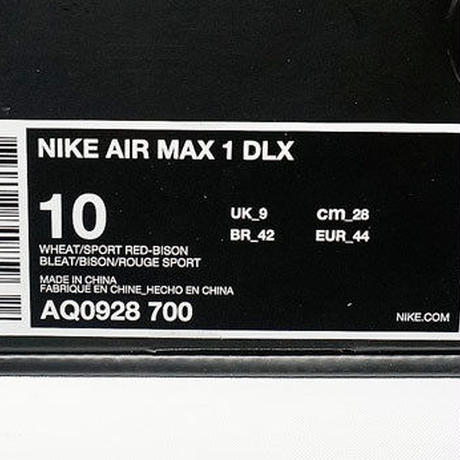 NIKE AIR MAX 1 DLX
10
UK_9 cm_28
BR_42 EUR_44
WHEAT/SPORT RED-BISON
BLEAT/BISON/ROUGE SPORT
MADE IN CHINA
FABRIQUE EN CHINE_HECHO EN CHINA
AQ0928 700
NIKE.COM